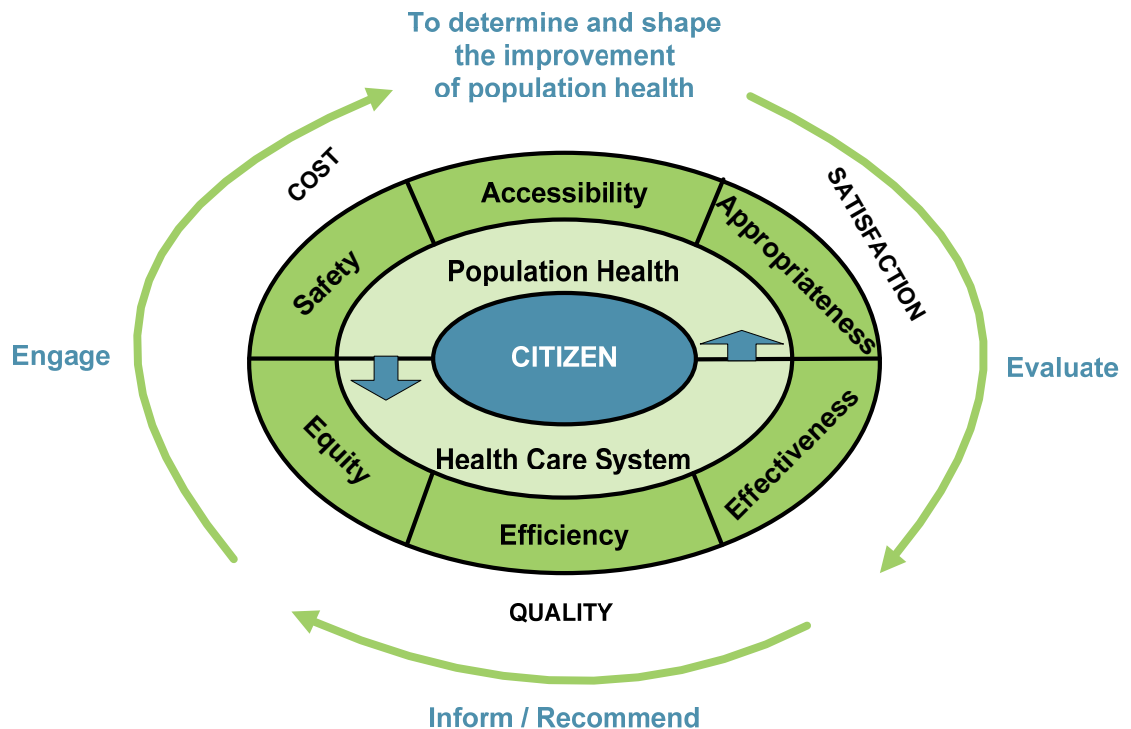 To determine and shape
the improvement
of population health
COST
SATISFACTION
Accessibility
Appropriateness
Safety
Population Health
Engage
CITIZEN
Evaluate
Equity
Health Care System
Effectiveness
Efficiency
QUALITY
Inform / Recommend